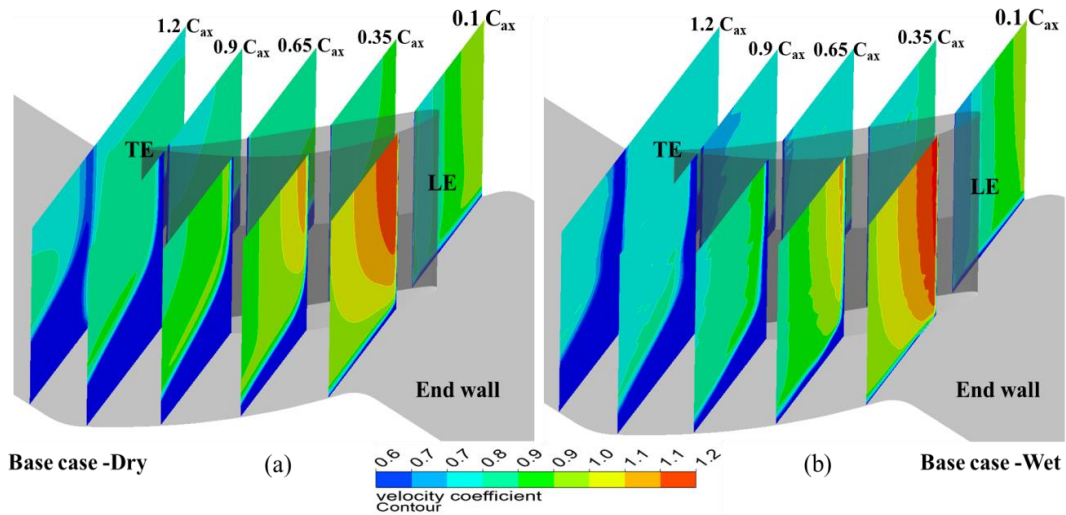 1.2 Cax
0.9 Cax
0.65 Cax
0.35 Cax
0.1 Cax
TE
LE
End wall
Base case -Dry
(a)
1.2 Cax
0.9 Cax
0.65 Cax
0.35 Cax
0.1 Cax
TE
LE
End wall
(b)
Base case -Wet
0.6 0.7 0.7 0.8 0.9 0.9 1.0 1.1 1.1 1.2
velocity coefficient
Contour